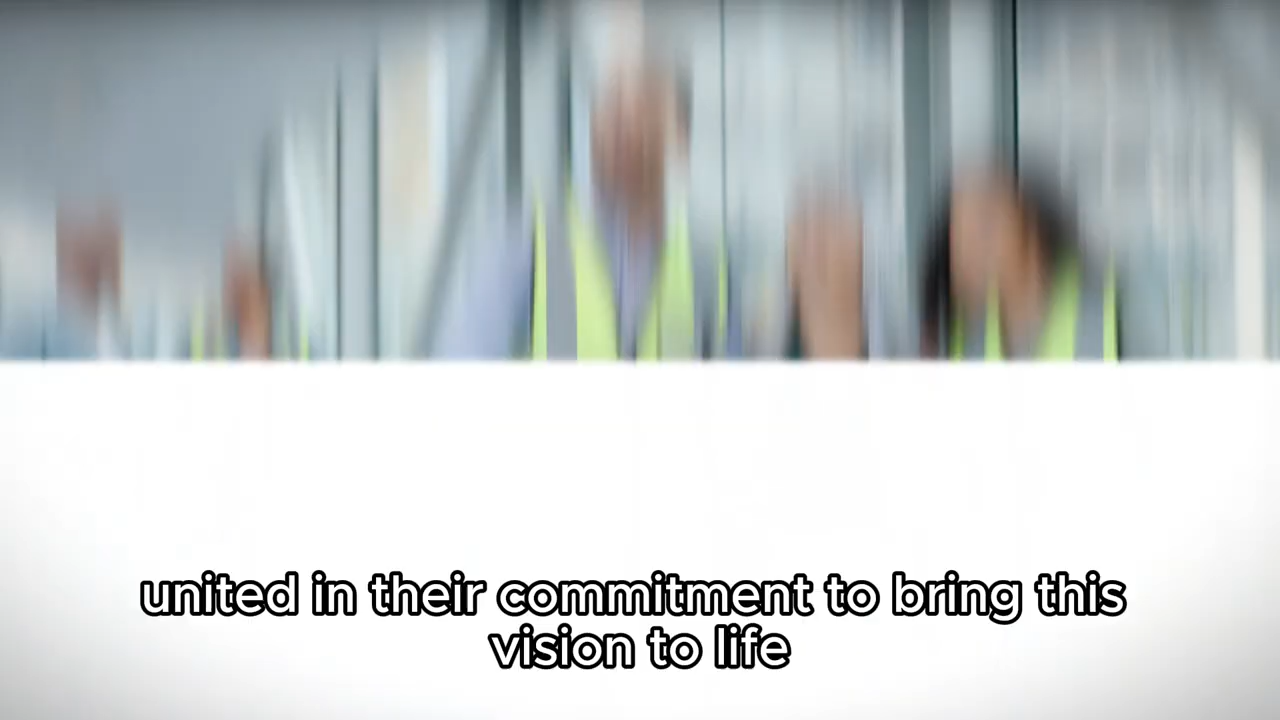 united in their commitment to bring this
vision to life